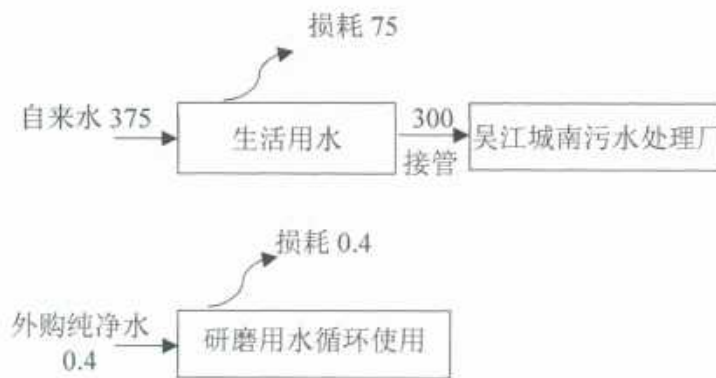 损耗 75
自来水 375
生活用水
300
接管
吴江城南污水处理厂
损耗 0.4
外购纯净水
0.4
研磨用水循环使用